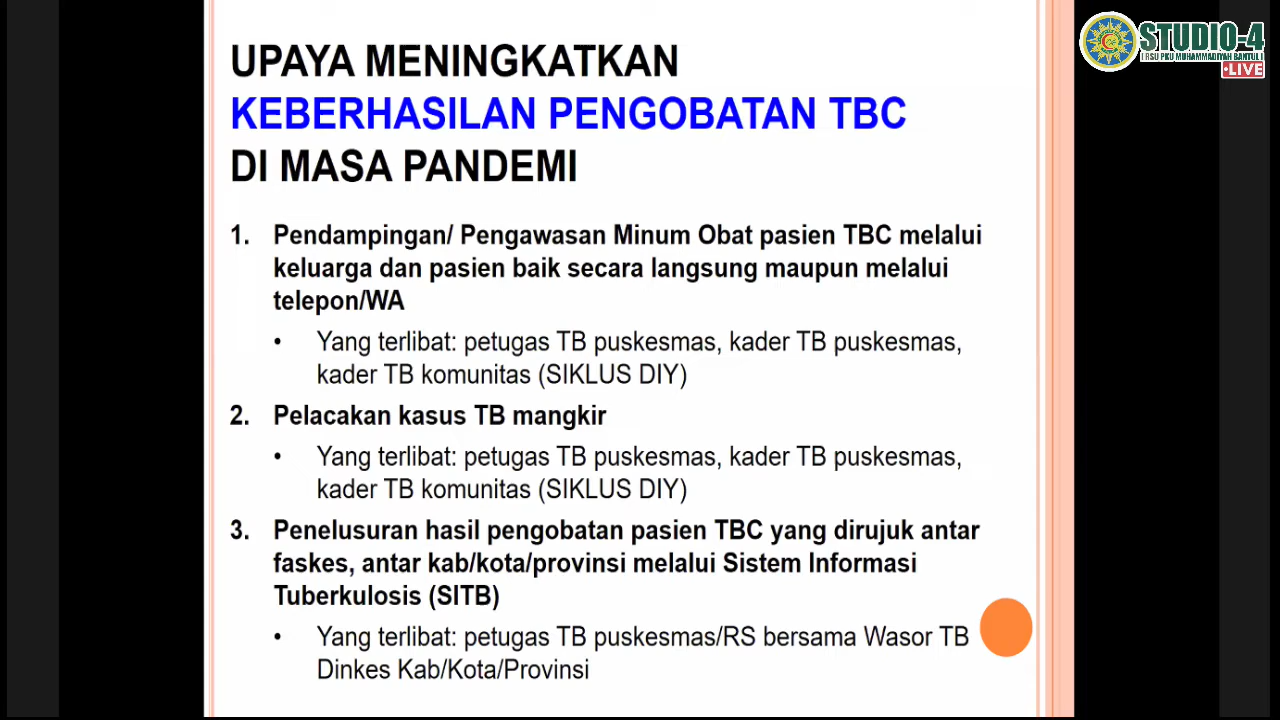 UPAYA MENINGKATKAN
KEBERHASILAN PENGOBATAN TBC
DI MASA PANDEMI
STUDIO-4
[ RSU PKU MUHAMMADIYAH BANTUL ]
•LIVE
1. Pendampingan/ Pengawasan Minum Obat pasien TBC melalui
keluarga dan pasien baik secara langsung maupun melalui
telepon/WA
• Yang terlibat: petugas TB puskesmas, kader TB puskesmas,
kader TB komunitas (SIKLUS DIY)
2. Pelacakan kasus TB mangkir
• Yang terlibat: petugas TB puskesmas, kader TB puskesmas,
kader TB komunitas (SIKLUS DIY)
3. Penelusuran hasil pengobatan pasien TBC yang dirujuk antar
faskes, antar kab/kota/provinsi melalui Sistem Informasi
Tuberkulosis (SITB)
• Yang terlibat: petugas TB puskesmas/RS bersama Wasor TB
Dinkes Kab/Kota/Provinsi